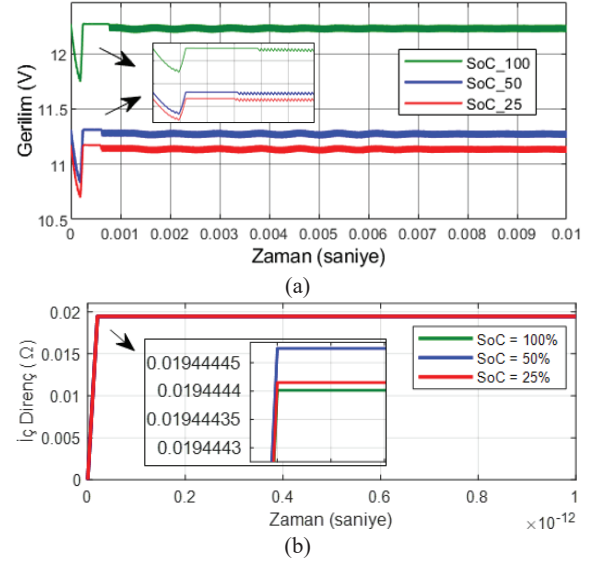 12
11.5
11
10.5
Gerilim (V)
SoC_100
SoC_50
SoC_25
0 0.001 0.002 0.003 0.004 0.005 0.006 0.007 0.008 0.009 0.01
Zaman (saniye)
(a)
0.02
0.015
0.01
0.005
0
İç Direnç ( Ω )
0.01944445
0.0194444
0.01944435
0.0194443
SoC = 100%
SoC = 50%
SoC = 25%
0 0.2 0.4 0.6 0.8 1
Zaman (saniye)
×10⁻¹²
(b)